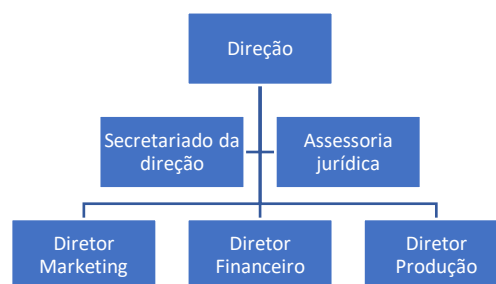 Direção
Secretariado da
direção
Assessoria
jurídica
Diretor
Marketing
Diretor
Financeiro
Diretor
Produção